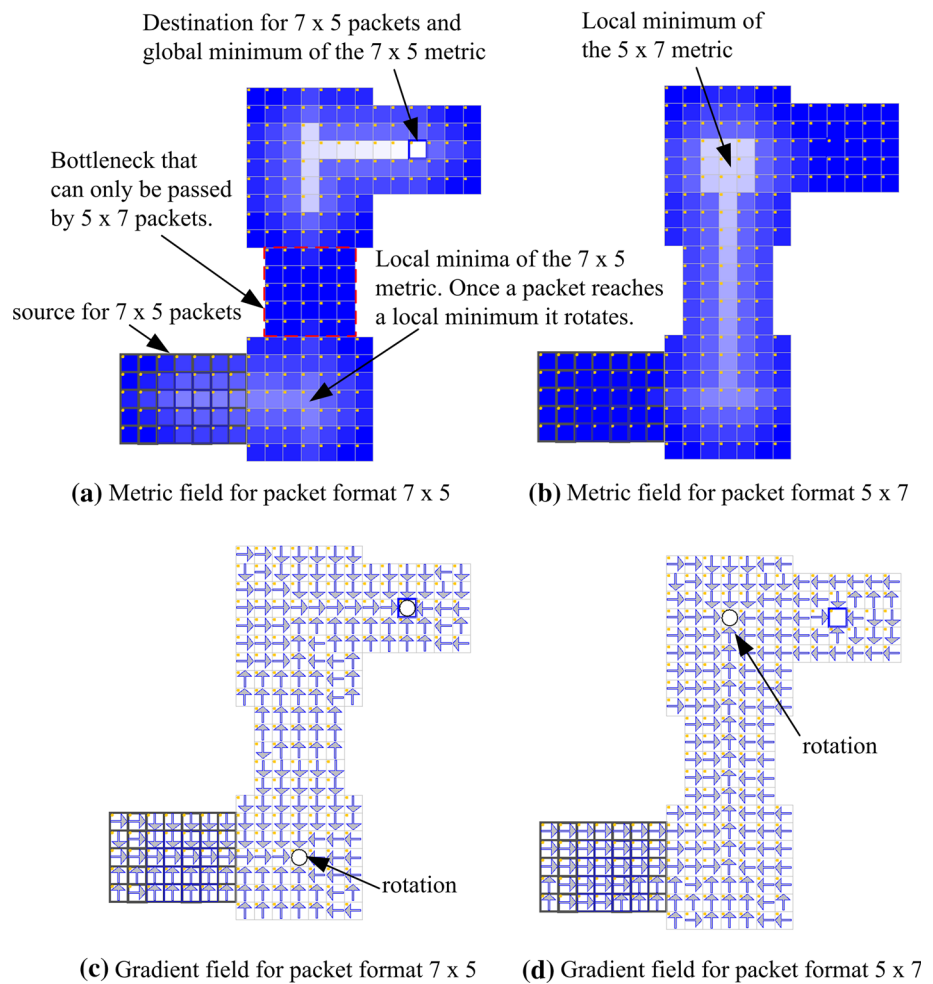 Destination for 7 x 5 packets and
global minimum of the 7 x 5 metric
Local minimum of
the 5 x 7 metric
Bottleneck that
can only be passed
by 5 x 7 packets.
Local minima of the 7 x 5
metric. Once a packet reaches
a local minimum it rotates.
source for 7 x 5 packets
(a) Metric field for packet format 7 x 5
(b) Metric field for packet format 5 x 7
rotation
rotation
(c) Gradient field for packet format 7 x 5
(d) Gradient field for packet format 5 x 7